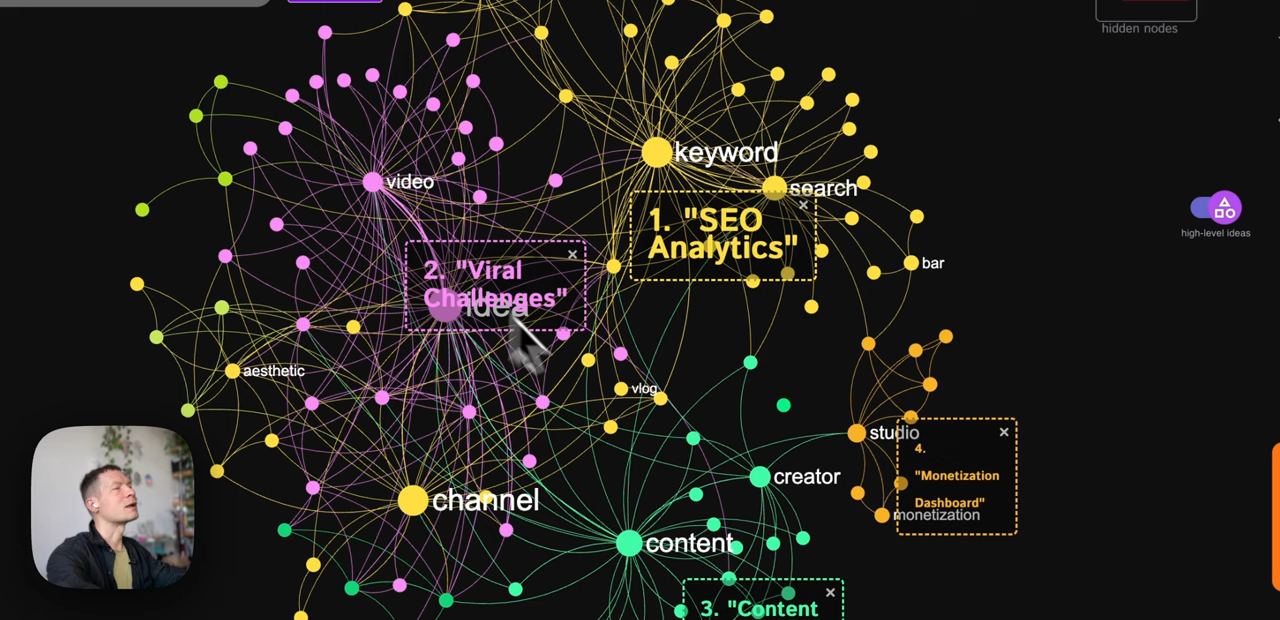 hidden nodes
keyword
video
search
1. "SEO
Analytics"
high-level ideas
bar
2. "Viral
Challenges"
idea
aesthetic
vlog
studio
4.
"Monetization
Dashboard"
creator
channel
monetization
content
3. "Content